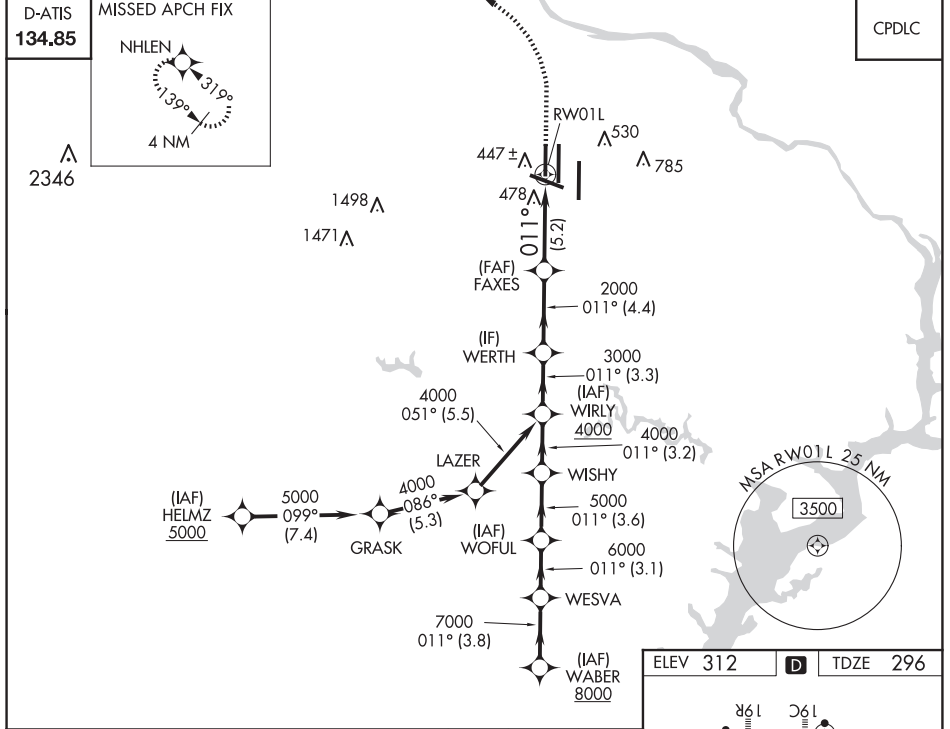 D-ATIS
134.85
MISSED APCH FIX
NHLEN
319°
139°
4 NM
CPDLC
2346
RW01L
530
447 ±
785
478
1498
1471
011°
(5.2)
(FAF)
FAXES
2000
011° (4.4)
(IF)
WERTH
3000
011° (3.3)
4000
051° (5.5)
(IAF)
WIRLY
4000
4000
011° (3.2)
LAZER
WISHY
(IAF)
HELMZ
5000
5000
099°
(7.4)
4000
086°
(5.3)
GRASK
5000
011° (3.6)
(IAF)
WOFUL
6000
011° (3.1)
WESVA
7000
011° (3.8)
(IAF)
WABER
8000
MSA RW01L 25 NM
3500
ELEV 312
D
TDZE 296
19R
19C